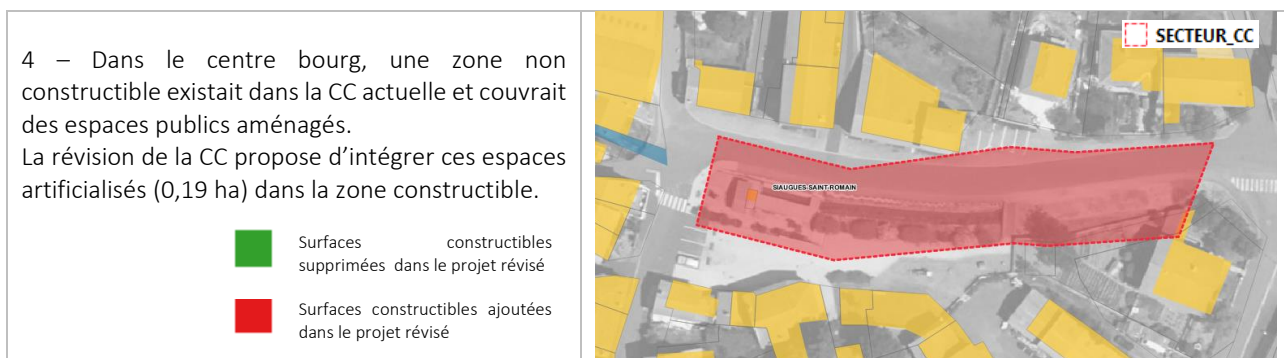 4 – Dans le centre bourg, une zone non
constructible existait dans la CC actuelle et couvrait
des espaces publics aménagés.
La révision de la CC propose d’intégrer ces espaces
artificialisés (0,19 ha) dans la zone constructible.
Surfaces constructibles
supprimées dans le projet révisé
Surfaces constructibles ajoutées
dans le projet révisé
SECTEUR_CC
SIAUGUES-SAINT-ROMAIN